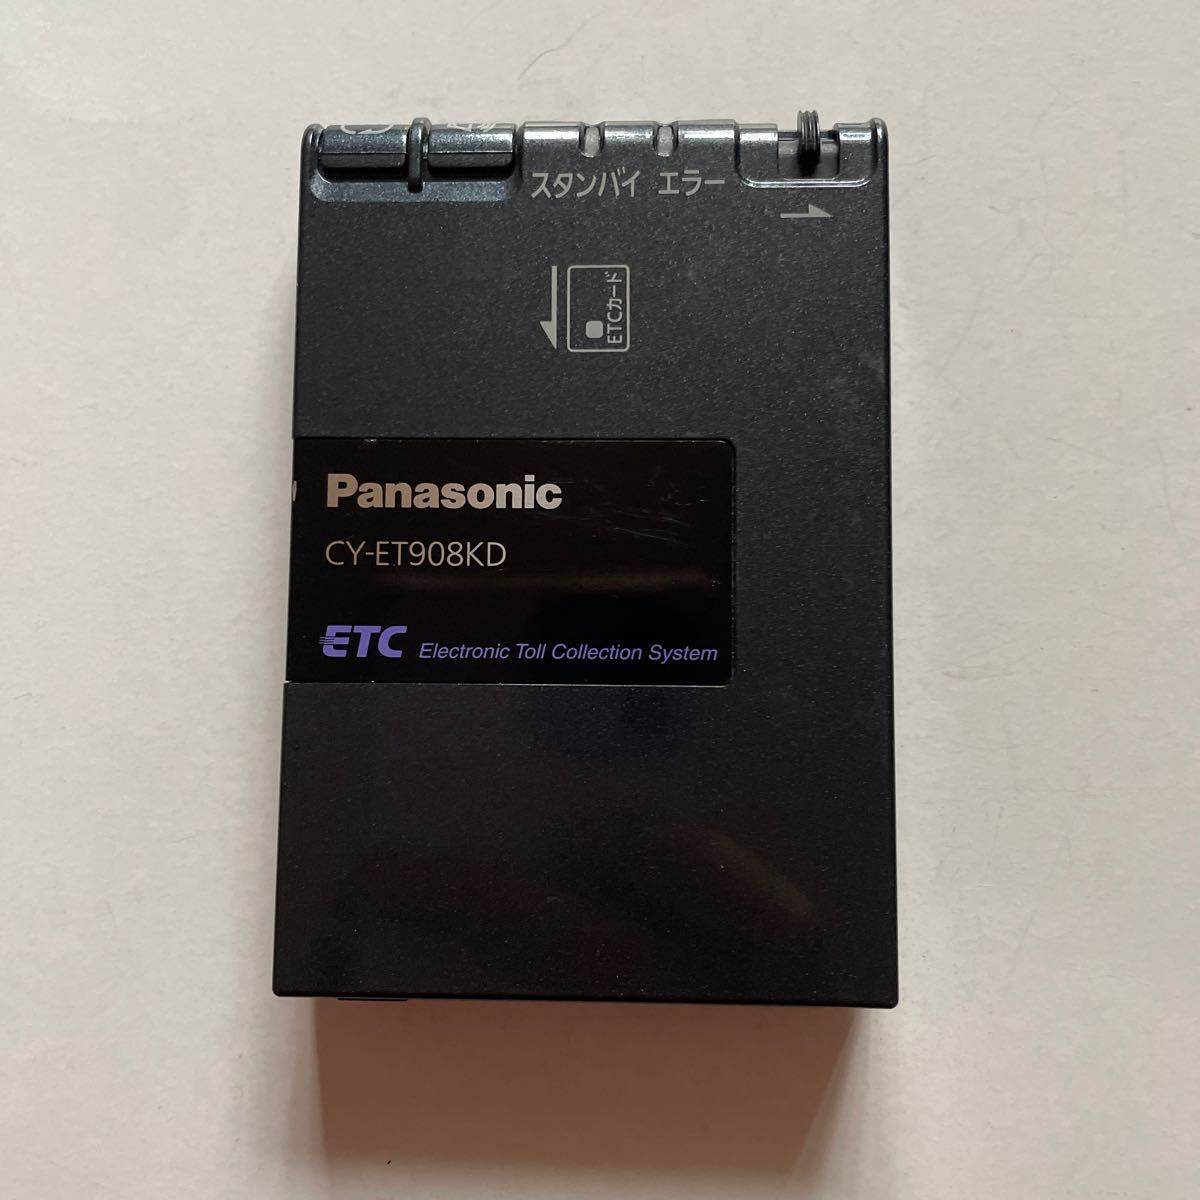 スタンバイ エラー
ETCカード
Panasonic
CY-ET908KD
ETC Electronic Toll Collection System